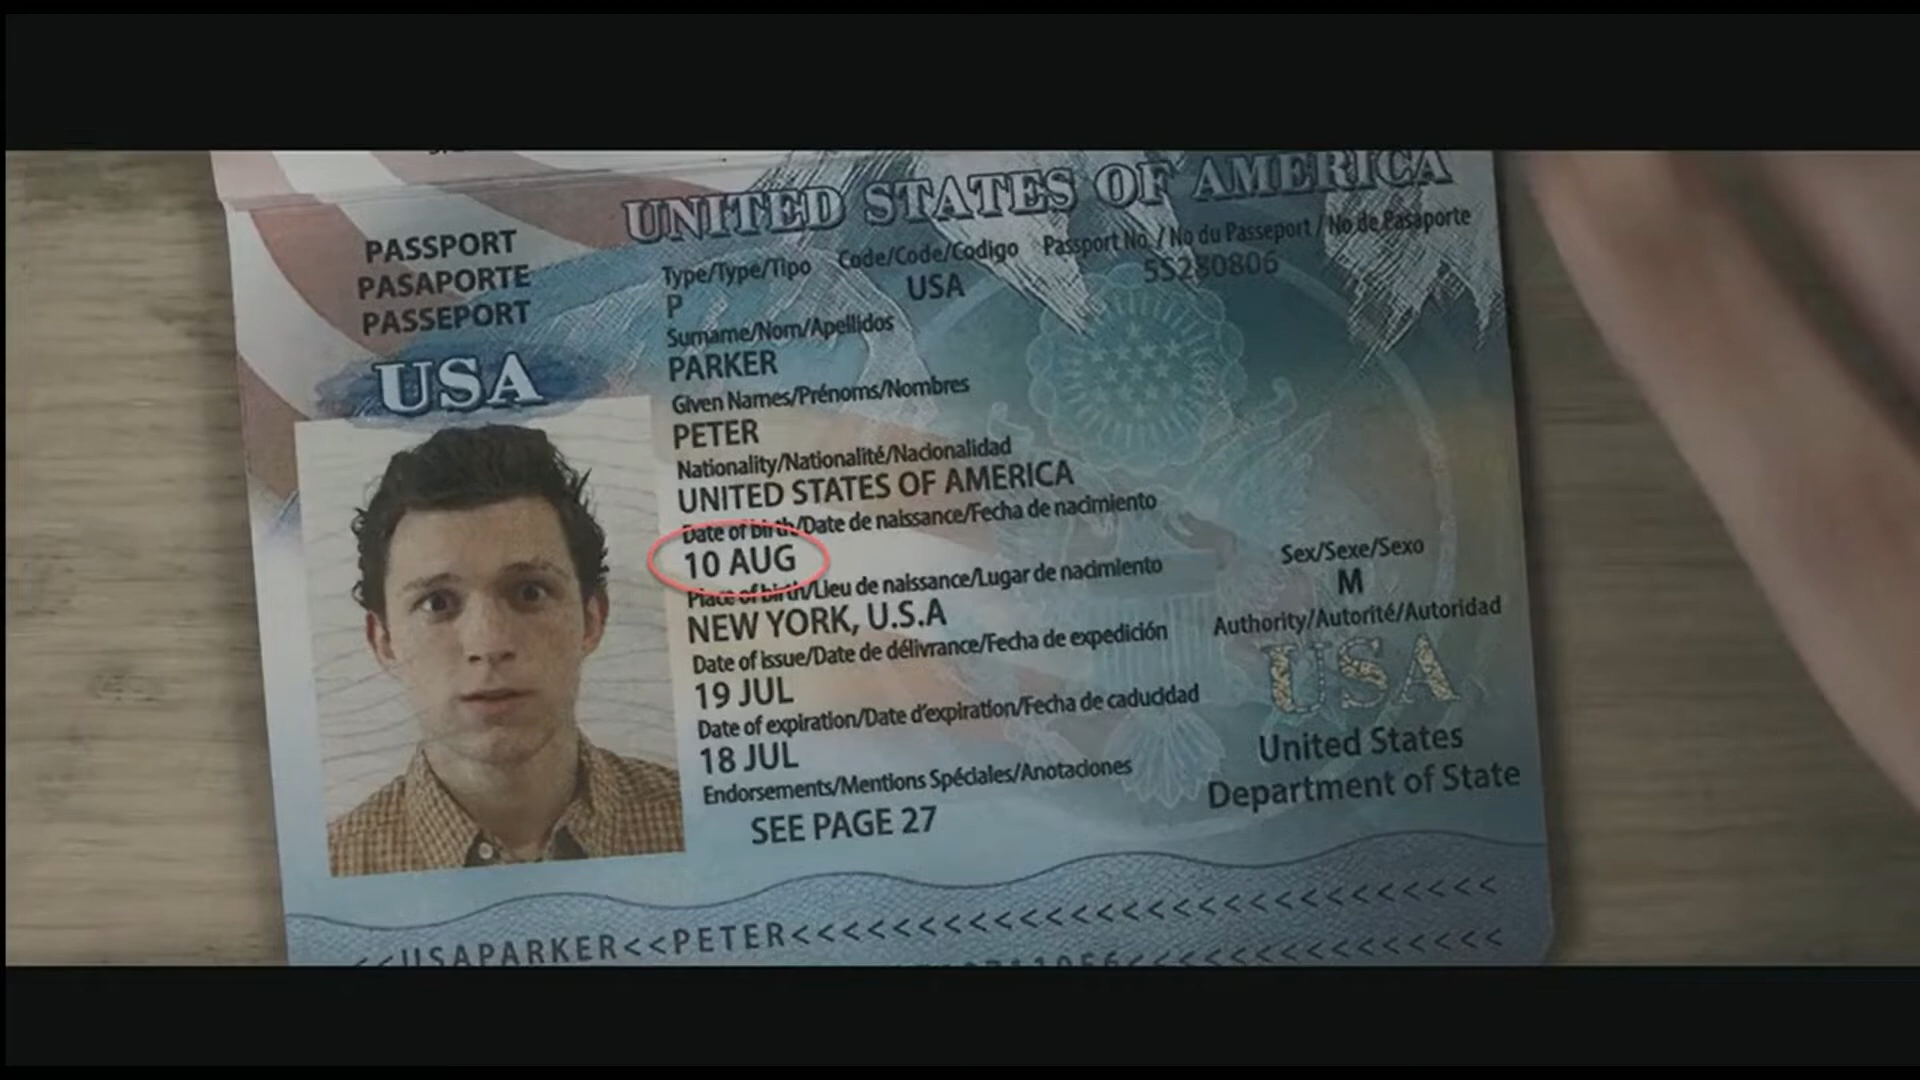 UNITED STATES OF AMERICA
PASSPORT
PASAPORTE
PASSEPORT
USA
Type/Type/Tipo
P
Code/Code/Codigo
USA
Passport No. / No du Passeport / No de Pasaporte
Surname/Nom/Apellidos
PARKER
Given Names/Prénoms/Nombres
PETER
Nationality/Nationalité/Nacionalidad
UNITED STATES OF AMERICA
Date of birth/Date de naissance/Fecha de nacimiento
10 AUG
Place of birth/Lieu de naissance/Lugar de nacimiento
NEW YORK, U.S.A
Sex/Sexe/Sexo
M
Date of issue/Date de délivrance/Fecha de expedición
19 JUL
Authority/Autorité/Autoridad
USA
United States
Department of State
Date of expiration/Date d'expiration/Fecha de caducidad
18 JUL
Endorsements/Mentions Spéciales/Anotaciones
SEE PAGE 27
<<USAPARKER<<PETER<<<<<<<<<<<<<<<<<<<<<<<<<<<